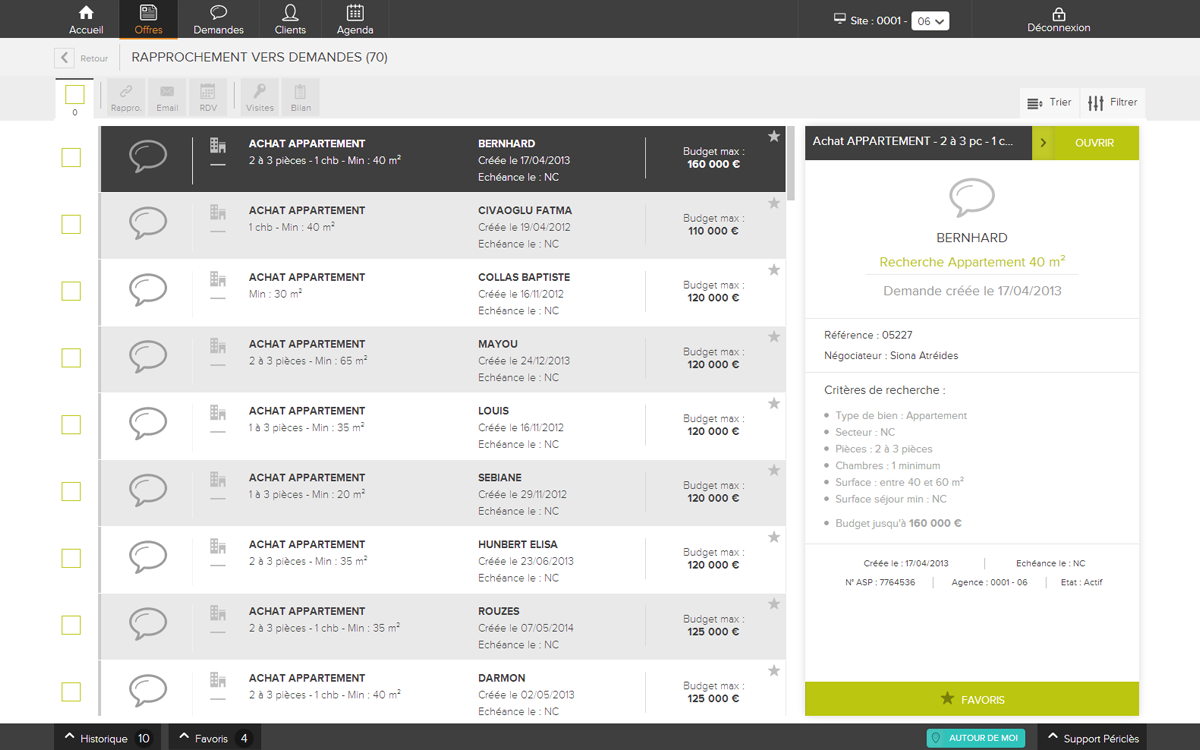 Accueil
Offres
Demandes
Clients
Agenda
Site : 0001 - 06
Déconnexion
Retour
RAPPROCHEMENT VERS DEMANDES (70)
0
Rappro.
Email
RDV
Visites
Bilan
Trier
Filtrer
ACHAT APPARTEMENT
2 à 3 pièces - 1 chb - Min : 40 m²
BERNHARD
Créée le 17/04/2013
Echéance le : NC
Budget max :
160 000 €
ACHAT APPARTEMENT
1 chb - Min : 40 m²
CIVAOGLU FATMA
Créée le 19/04/2012
Echéance le : NC
Budget max :
110 000 €
ACHAT APPARTEMENT
Min : 30 m²
COLLAS BAPTISTE
Créée le 16/11/2012
Echéance le : NC
Budget max :
120 000 €
ACHAT APPARTEMENT
2 à 3 pièces - Min : 65 m²
MAYOU
Créée le 24/12/2013
Echéance le : NC
Budget max :
120 000 €
ACHAT APPARTEMENT
1 à 3 pièces - Min : 35 m²
LOUIS
Créée le 16/11/2012
Echéance le : NC
Budget max :
120 000 €
ACHAT APPARTEMENT
1 à 3 pièces - Min : 20 m²
SEBIANE
Créée le 29/11/2012
Echéance le : NC
Budget max :
120 000 €
ACHAT APPARTEMENT
2 à 3 pièces - Min : 35 m²
HUNBERT ELISA
Créée le 23/06/2013
Echéance le : NC
Budget max :
120 000 €
ACHAT APPARTEMENT
2 à 3 pièces - 1 chb - Min : 35 m²
ROUZES
Créée le 07/05/2014
Echéance le : NC
Budget max :
125 000 €
ACHAT APPARTEMENT
2 à 3 pièces - 1 chb - Min : 40 m²
DARMON
Créée le 02/05/2013
Echéance le : NC
Budget max :
125 000 €
Achat APPARTEMENT - 2 à 3 pc - 1 c...
OUVRIR
BERNHARD
Recherche Appartement 40 m²
Demande créée le 17/04/2013
Référence : 05227
Négociateur : Siona Atréides
Critères de recherche :
Type de bien : Appartement
Secteur : NC
Pièces : 2 à 3 pièces
Chambres : 1 minimum
Surface : entre 40 et 60 m²
Surface séjour min : NC
Budget jusqu'à 160 000 €
Créée le : 17/04/2013
Echéance le : NC
N° ASP : 7764536
Agence : 0001 - 06
Etat : Actif
FAVORIS
Historique 10
Favoris 4
AUTOUR DE MOI
Support Périclès